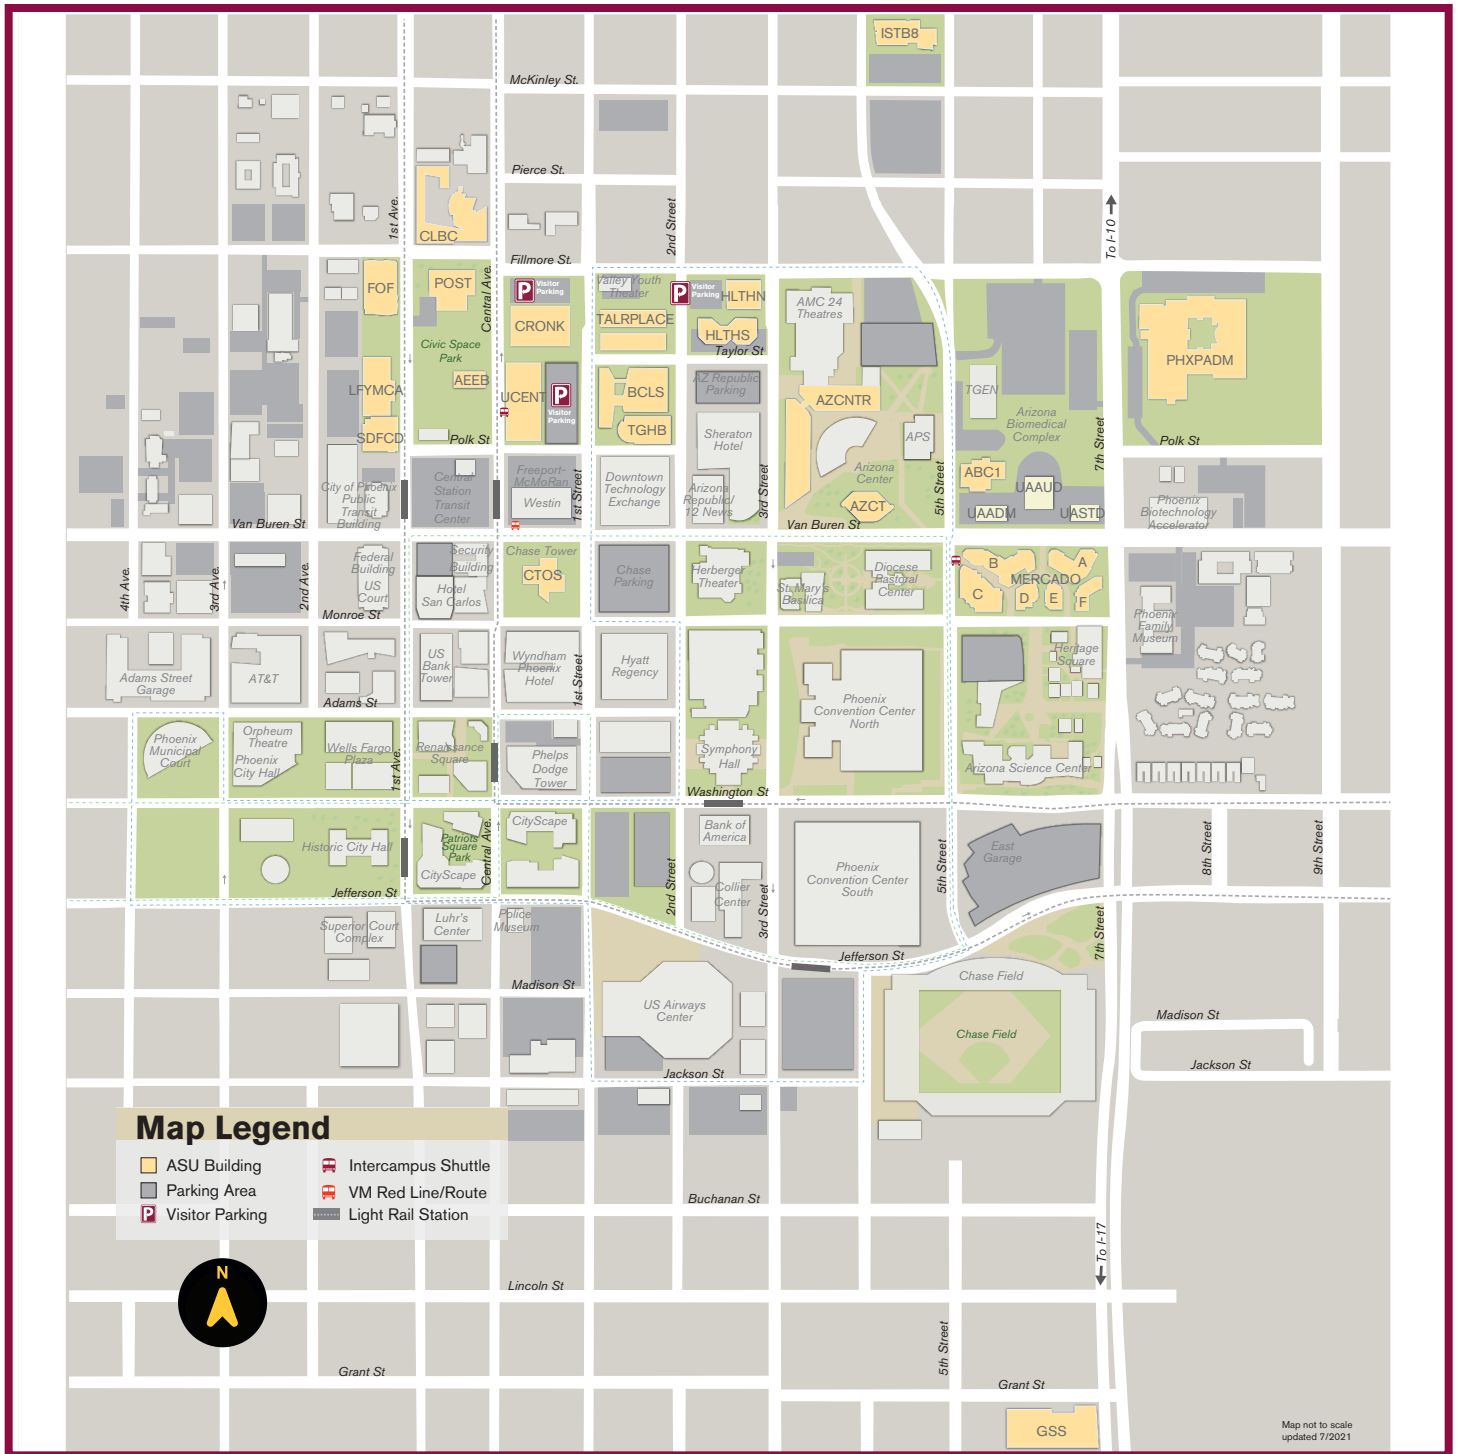 ISTB8
McKinley St.
Pierce St.
1st Ave.
2nd Street
To I-10
CLBC
Fillmore St.
FOF
POST
Central Ave.
P
Visitor
Parking
Valley Youth
Theater
P
Visitor
Parking
HLTHN
AMC 24
Theatres
CRONK
TALRPLACE
HLTHS
Taylor St
Civic Space
Park
PHXPADM
LFYMCA
AEEB
UCENT
P
Visitor
Parking
BCLS
AZ Republic
Parking
AZCNTR
TGEN
Arizona
Biomedical
Complex
SDFCD
Polk St
TGHB
Sheraton
Hotel
APS
7th Street
Polk St
City of Phoenix
Public
Transit
Building
Central
Station
Transit
Center
Freeport-
McMoRan
Westin
1st Street
Downtown
Technology
Exchange
Arizona
Republic/
12 News
3rd Street
Arizona
Center
AZCT
5th Street
ABC1
UAAUD
UAADM
UASTD
Phoenix
Biotechnology
Accelerator
Van Buren St
Van Buren St
4th Ave.
3rd Ave.
2nd Ave.
Federal
Building
US
Court
Security
Building
Hotel
San Carlos
Chase Tower
CTOS
Chase
Parking
Herberger
Theater
St. Mary's
Basilica
Diocese
Pastoral
Center
B
A
MERCADO
C
D
E
F
Monroe St
Phoenix
Family
Museum
Adams Street
Garage
AT&T
US
Bank
Tower
Wyndham
Phoenix
Hotel
1st Street
Hyatt
Regency
Heritage
Square
Adams St
Phoenix
Convention Center
North
Phoenix
Municipal
Court
Orpheum
Theatre
Phoenix
City Hall
Wells Fargo
Plaza
1st Ave.
Renaissance
Square
Phelps
Dodge
Tower
Symphony
Hall
Arizona Science Center
Washington St
Historic City Hall
Patriots
Square
Park
CityScape
Central Ave.
CityScape
Bank of
America
Phoenix
Convention Center
South
5th Street
East
Garage
8th Street
9th Street
Jefferson St
2nd Street
Collier
Center
3rd Street
Superior Court
Complex
Luhr's
Center
Police
Museum
7th Street
Jefferson St
Madison St
US Airways
Center
Chase Field
Chase Field
Madison St
Jackson St
Jackson St
Map Legend
ASU Building
Intercampus Shuttle
Parking Area
VM Red Line/Route
P
Visitor Parking
Light Rail Station
Buchanan St
To I-17
N
Lincoln St
5th Street
Grant St
Grant St
GSS
Map not to scale
updated 7/2021